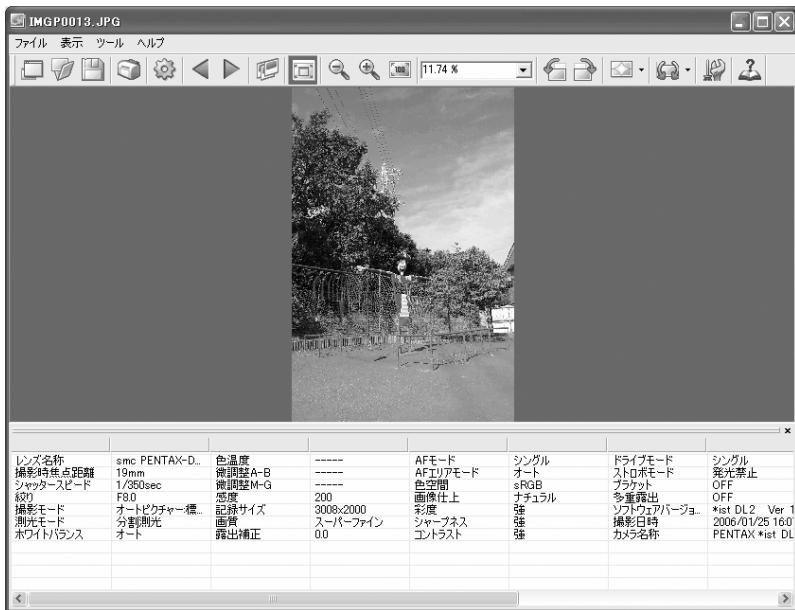 IMGP0013.JPG
ファイル 表示 ツール ヘルプ
100 11.74 %
レンズ名称 smc PENTAX-D... 色温度 ----- AFモード シングル ドライブモード シングル
撮影時焦点距離 19mm 微調整A-B ----- AFエリアモード オート ストロボモード 発光禁止
シャッタースピード 1/350sec 微調整M-G ----- 色空間 sRGB ブラケット OFF
絞り F8.0 感度 200 画像仕上 ナチュラル 多重露出 OFF
撮影モード オートピクチャー・標... 記録サイズ 3008x2000 彩度 強 ソフトウェアバージョ... *ist DL2 Ver 1
測光モード 分割測光 画質 スーパーファイン シャープネス 強 撮影日時 2006/01/25 16:0
ホワイトバランス オート 露出補正 0.0 コントラスト 強 カメラ名称 PENTAX *ist DL